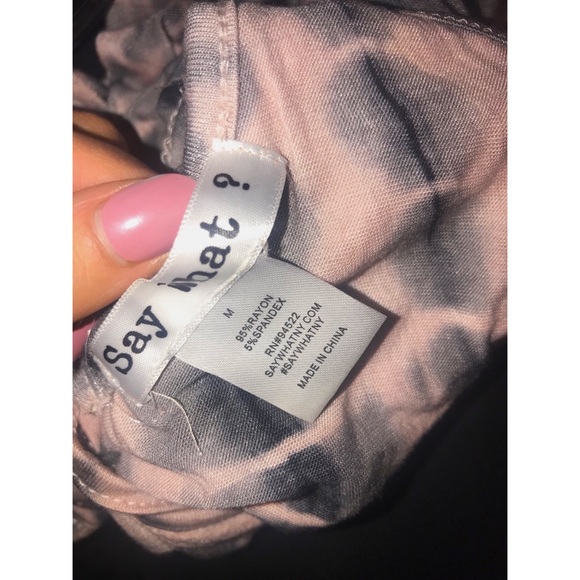 Say What ?
M
95%RAYON
5%SPANDEX
RN#94522
SAYWHATNY.COM
#SAYWHATNY
MADE IN CHINA